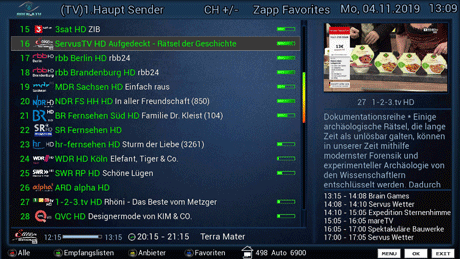 (TV)1 Haupt Sender CH +/- Zapp Favorites Mo, 04.11.2019 13:09
15 3sat HD ZIB
16 ServusTV HD Aufgedeckt - Rätsel der Geschichte
17 rbb Berlin HD rbb24
18 rbb Brandenburg HD rbb24
19 MDR Sachsen HD Einfach raus
20 NDR FS HH HD In aller Freundschaft (850)
21 BR Fernsehen Süd HD Familie Dr. Kleist (104)
22 SR Fernsehen HD
23 hr-fernsehen HD Sturm der Liebe (3261)
24 WDR HD Köln Elefant, Tiger & Co.
25 SWR RP HD Schöne Lügen
26 ARD alpha HD
27 1-2-3.tv HD Rhöni - Das Beste vom Metzger
28 QVC HD Designermode von KIM & CO.
27 1-2-3.tv HD
Dokumentationsreihe • Einige
archäologische Rätsel, die lange
Zeit als unlösbar galten, können
in unserer Zeit mithilfe
modernster Forensik und
experimenteller Archäologie von
den Wissenschaftlern
entschlüsselt werden. Dadurch
13:15 - 14:08 Brain Games
14:08 - 14:10 Servus Wetter
14:10 - 15:05 Expedition Sternenhimme
15:05 - 16:00 mareTV
16:00 - 17:00 Spektakuläre Bauwerke
17:00 - 17:05 Servus Wetter
12:15 13:15 20:15 - 21:15 Terra Mater
Alle Empfangslisten Anbieter Favoriten 498 Auto 6900 MENU OK EXIT